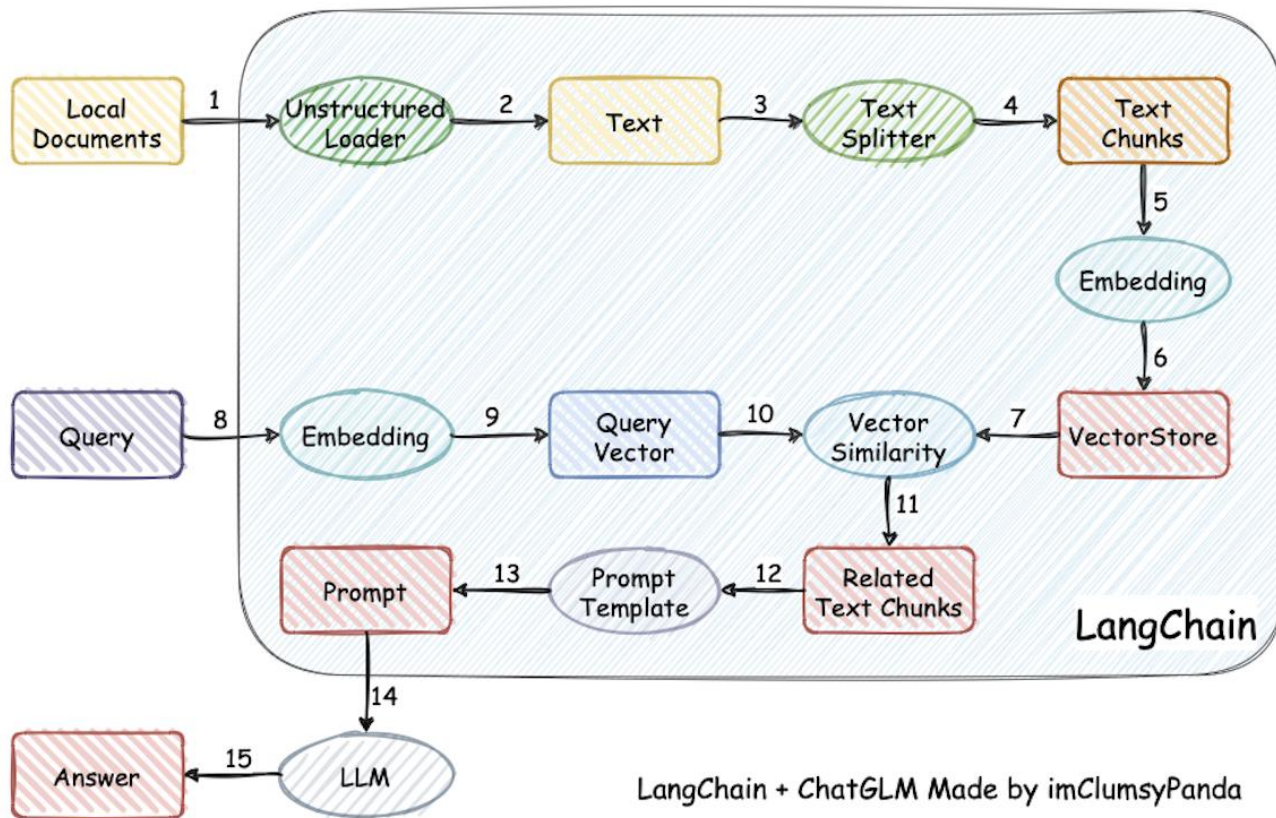 Local
Documents
1
Unstructured
Loader
2
Text
3
Text
Splitter
4
Text
Chunks
5
Embedding
6
Query
8
Embedding
9
Query
Vector
10
Vector
Similarity
7
VectorStore
11
Prompt
13
Prompt
Template
12
Related
Text Chunks
LangChain
14
Answer
15
LLM
LangChain + ChatGLM Made by imClumsyPanda